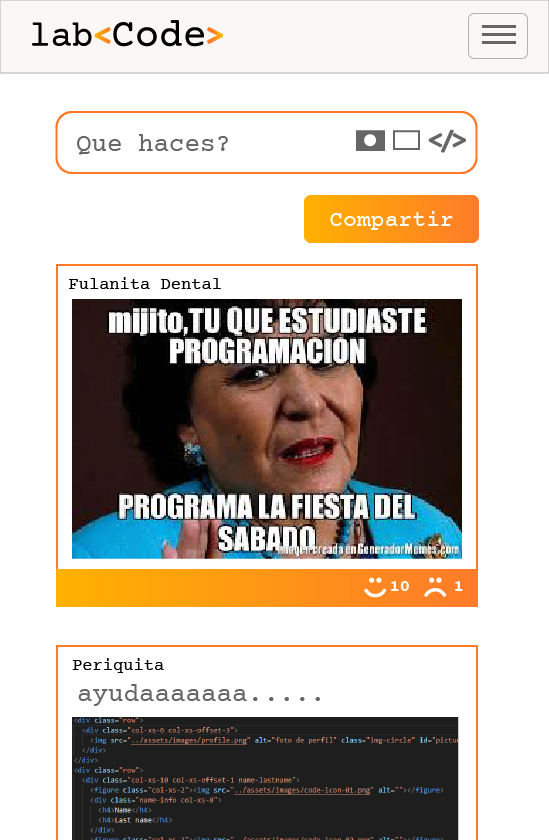 lab<Code>
Que haces?
</>
Compartir
Fulanita Dental
mijito,TU QUE ESTUDIASTE
PROGRAMACIÓN
PROGRAMA LA FIESTA DEL
SABADO
Imagen creada en GeneradorMemes.com
10 1
Periquita
ayudaaaaaaa.....
<div class="row">
<div class="col-xs-6 col-xs-offset-3">
<img src="../assets/images/profile.png" alt="foto de perfil" class="img-circle" id="pictu
</div>
</div>
<div class="row">
<div class="col-xs-10 col-xs-offset-1 name-lastname">
<figure class="col-xs-2"><img src="../assets/images/code-icon-01.png" alt=""></figure>
<div class="name-info col-xs-8">
<h4>Name</h4>
<h4>Last name</h4>
</div>